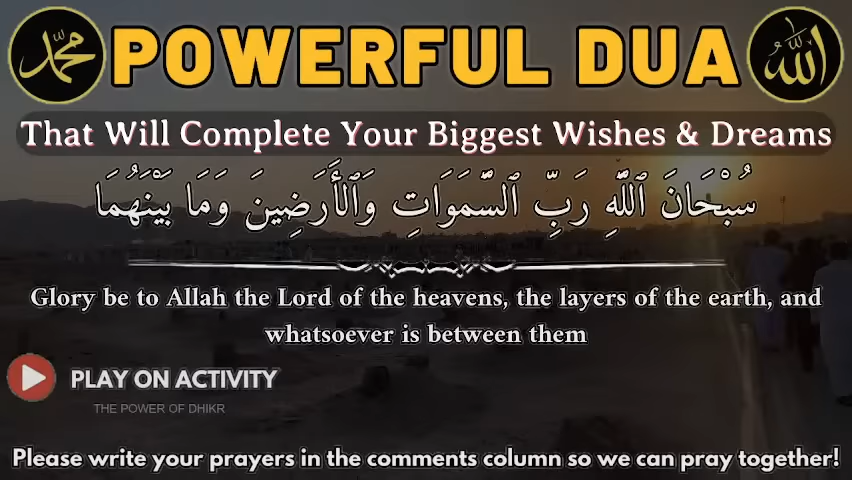 محمد
POWERFUL DUA
الله
That Will Complete Your Biggest Wishes & Dreams
سُبْحَانَ ٱللَّهِ رَبِّ ٱلسَّمَوَاتِ وَٱلْأَرَضِينَ وَمَا بَيْنَهُمَا
Glory be to Allah the Lord of the heavens, the layers of the earth, and
whatsoever is between them
PLAY ON ACTIVITY
THE POWER OF DHIKR
Please write your prayers in the comments column so we can pray together!